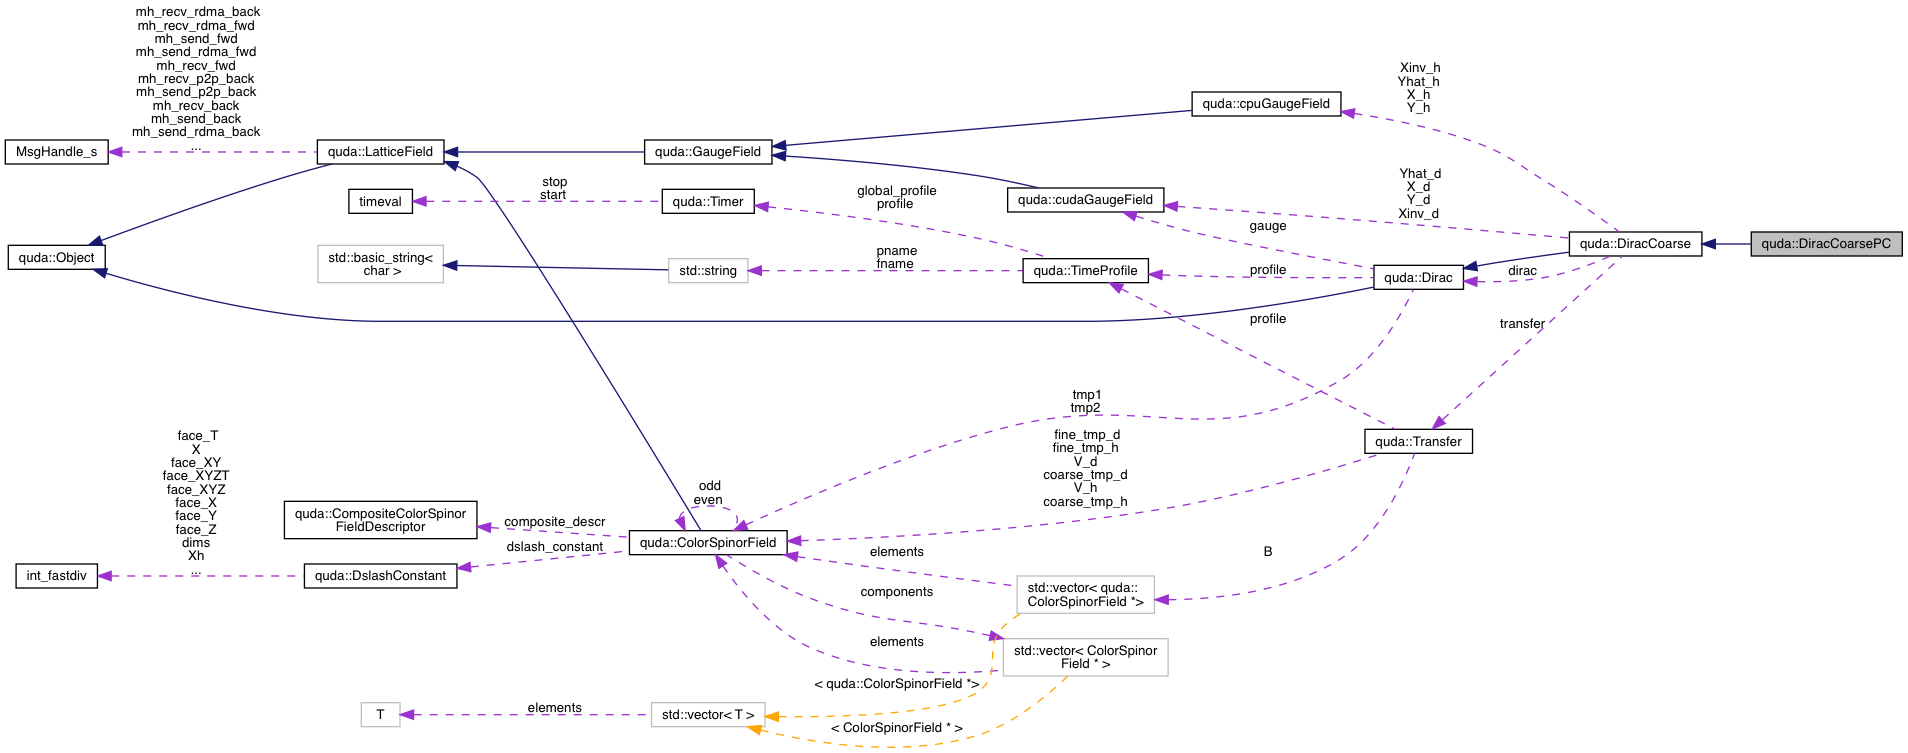 mh_recv_rdma_back
mh_recv_rdma_fwd
mh_send_fwd
mh_send_rdma_fwd
mh_recv_fwd
mh_recv_p2p_back
mh_send_p2p_back
mh_recv_back
mh_send_back
mh_send_rdma_back
...
MsgHandle_s
quda::LatticeField
quda::GaugeField
quda::cpuGaugeField
Xinv_h
Yhat_h
X_h
Y_h
timeval
stop
start
quda::Timer
global_profile
profile
quda::cudaGaugeField
Yhat_d
X_d
Y_d
Xinv_d
gauge
quda::Object
std::basic_string<
char >
std::string
pname
fname
quda::TimeProfile
profile
quda::Dirac
dirac
quda::DiracCoarse
quda::DiracCoarsePC
profile
transfer
tmp1
tmp2
fine_tmp_d
fine_tmp_h
V_d
coarse_tmp_d
V_h
coarse_tmp_h
quda::Transfer
face_T
X
face_XY
face_XYZT
face_XYZ
face_X
face_Y
face_Z
dims
Xh
...
int_fastdiv
quda::CompositeColorSpinor
FieldDescriptor
quda::DslashConstant
composite_descr
dslash_constant
odd
even
quda::ColorSpinorField
elements
B
std::vector< quda::
ColorSpinorField *>
components
elements
std::vector< ColorSpinor
Field * >
< quda::ColorSpinorField *>
T
elements
std::vector< T >
< ColorSpinorField * >